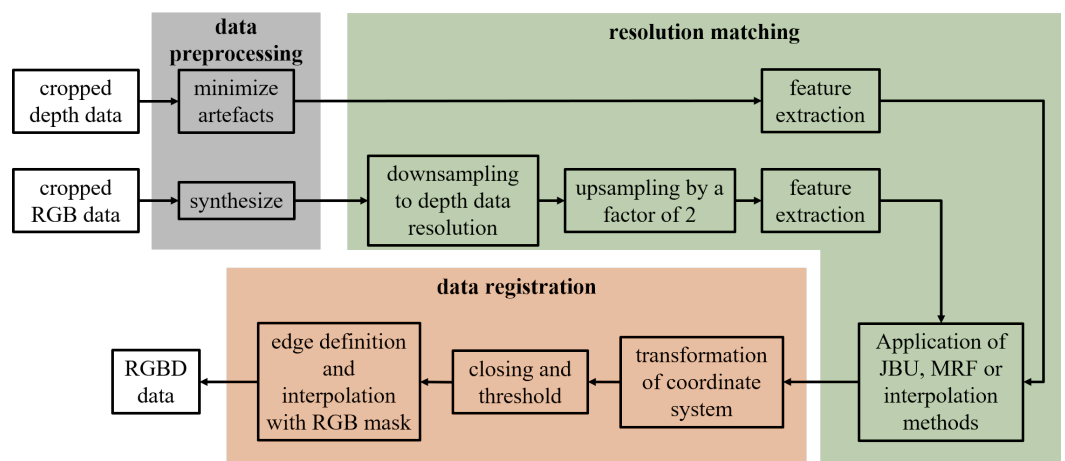 data
preprocessing
resolution matching
cropped
depth data
minimize
artefacts
feature
extraction
cropped
RGB data
synthesize
downsampling
to depth data
resolution
upsampling by a
factor of 2
feature
extraction
data registration
RGBD
data
edge definition
and
interpolation
with RGB mask
closing and
threshold
transformation
of coordinate
system
Application of
JBU, MRF or
interpolation
methods